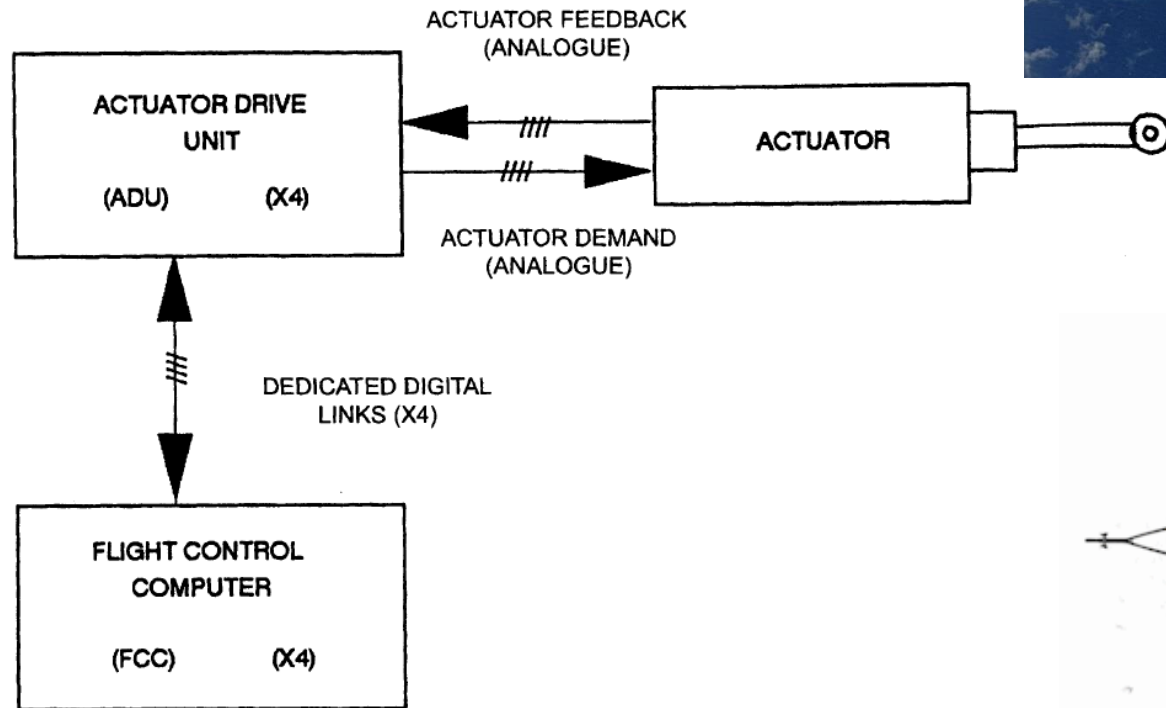 ACTUATOR FEEDBACK
(ANALOGUE)
ACTUATOR DRIVE
UNIT
(ADU) (X4)
ACTUATOR
ACTUATOR DEMAND
(ANALOGUE)
DEDICATED DIGITAL
LINKS (X4)
FLIGHT CONTROL
COMPUTER
(FCC) (X4)